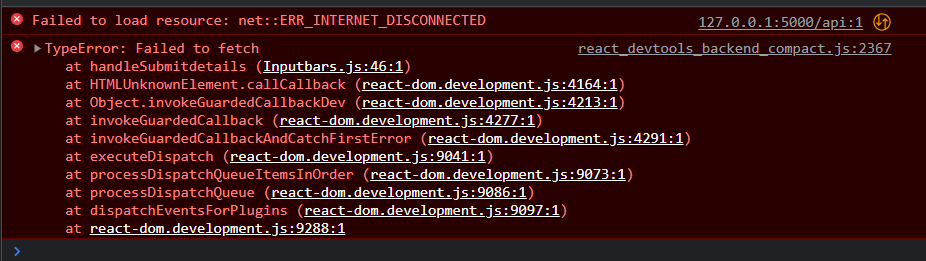 Failed to load resource: net::ERR_INTERNET_DISCONNECTED 127.0.0.1:5000/api:1
TypeError: Failed to fetch react_devtools_backend_compact.js:2367
at handleSubmitdetails (Inputbars.js:46:1)
at HTMLUnknownElement.callCallback (react-dom.development.js:4164:1)
at Object.invokeGuardedCallbackDev (react-dom.development.js:4213:1)
at invokeGuardedCallback (react-dom.development.js:4277:1)
at invokeGuardedCallbackAndCatchFirstError (react-dom.development.js:4291:1)
at executeDispatch (react-dom.development.js:9041:1)
at processDispatchQueueItemsInOrder (react-dom.development.js:9073:1)
at processDispatchQueue (react-dom.development.js:9086:1)
at dispatchEventsForPlugins (react-dom.development.js:9097:1)
at react-dom.development.js:9288:1